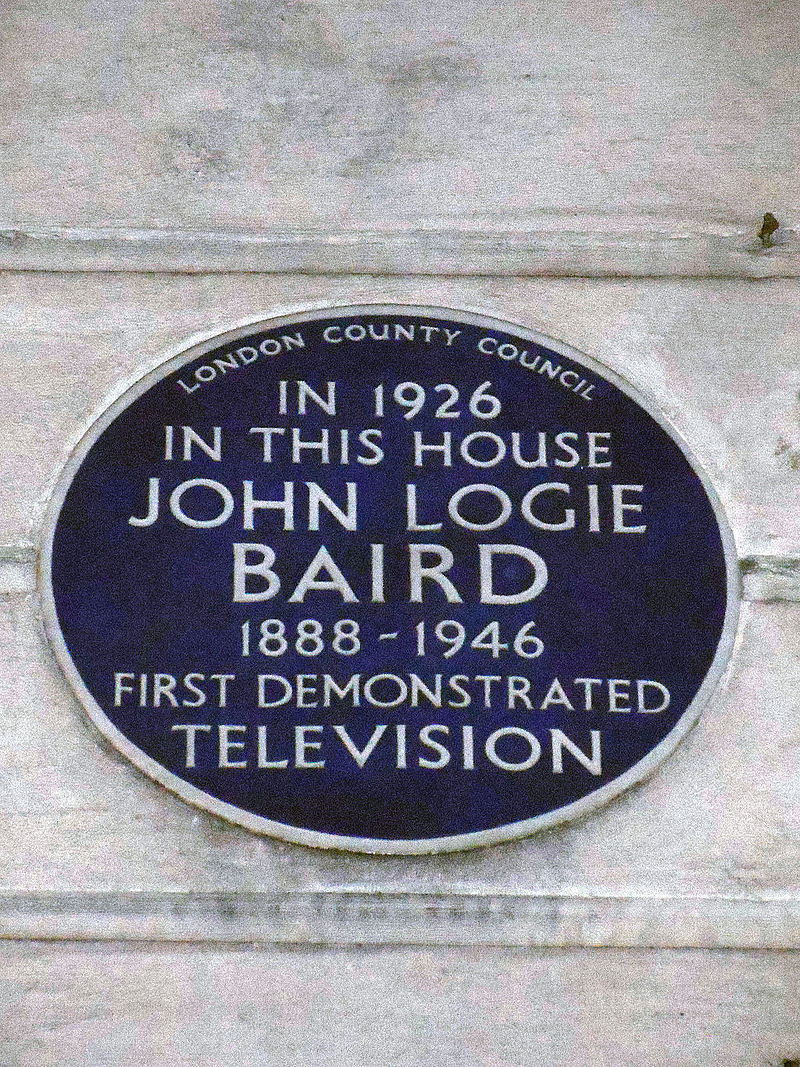 LONDON COUNTY COUNCIL
IN 1926
IN THIS HOUSE
JOHN LOGIE
BAIRD
1888 - 1946
FIRST DEMONSTRATED
TELEVISION